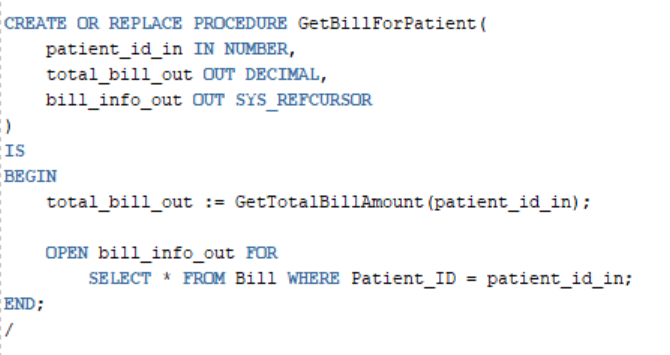 CREATE OR REPLACE PROCEDURE GetBillForPatient(
    patient_id_in IN NUMBER,
    total_bill_out OUT DECIMAL,
    bill_info_out OUT SYS_REFCURSOR
)
IS
BEGIN
    total_bill_out := GetTotalBillAmount(patient_id_in);

    OPEN bill_info_out FOR
        SELECT * FROM Bill WHERE Patient_ID = patient_id_in;
END;
/